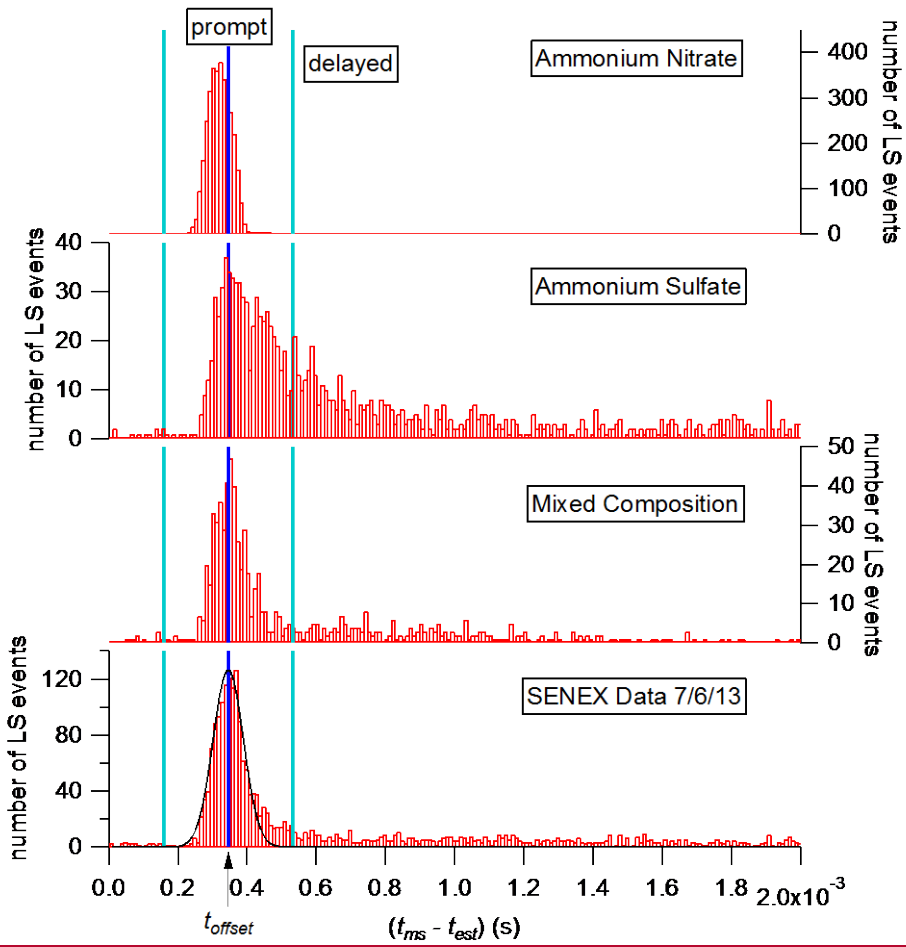 prompt
delayed
Ammonium Nitrate
400
300
200
100
0
number of LS events
40
30
20
10
0
number of LS events
Ammonium Sulfate
50
40
30
20
10
0
number of LS events
Mixed Composition
120
80
40
0
number of LS events
SENEX Data 7/6/13
0.0 0.2 0.4 0.6 0.8 1.0 1.2 1.4 1.6 1.8 2.0x10⁻³
t_offset
(t_ms - t_est) (s)